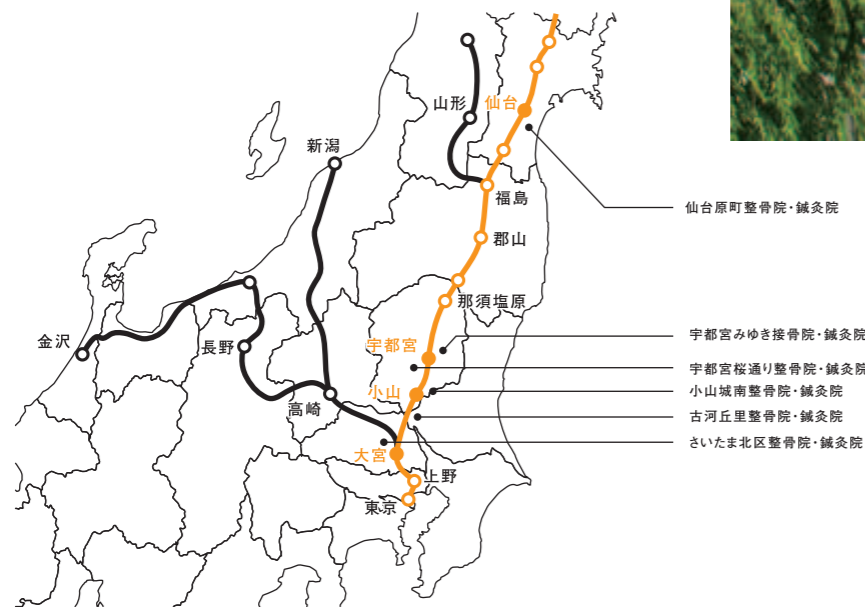 山形
仙台
新潟
福島
仙台原町整骨院・鍼灸院
郡山
那須塩原
金沢
長野
宇都宮
宇都宮みゆき接骨院・鍼灸院
宇都宮桜通り整骨院・鍼灸院
小山
小山城南整骨院・鍼灸院
高崎
古河丘里整骨院・鍼灸院
大宮
さいたま北区整骨院・鍼灸院
上野
東京